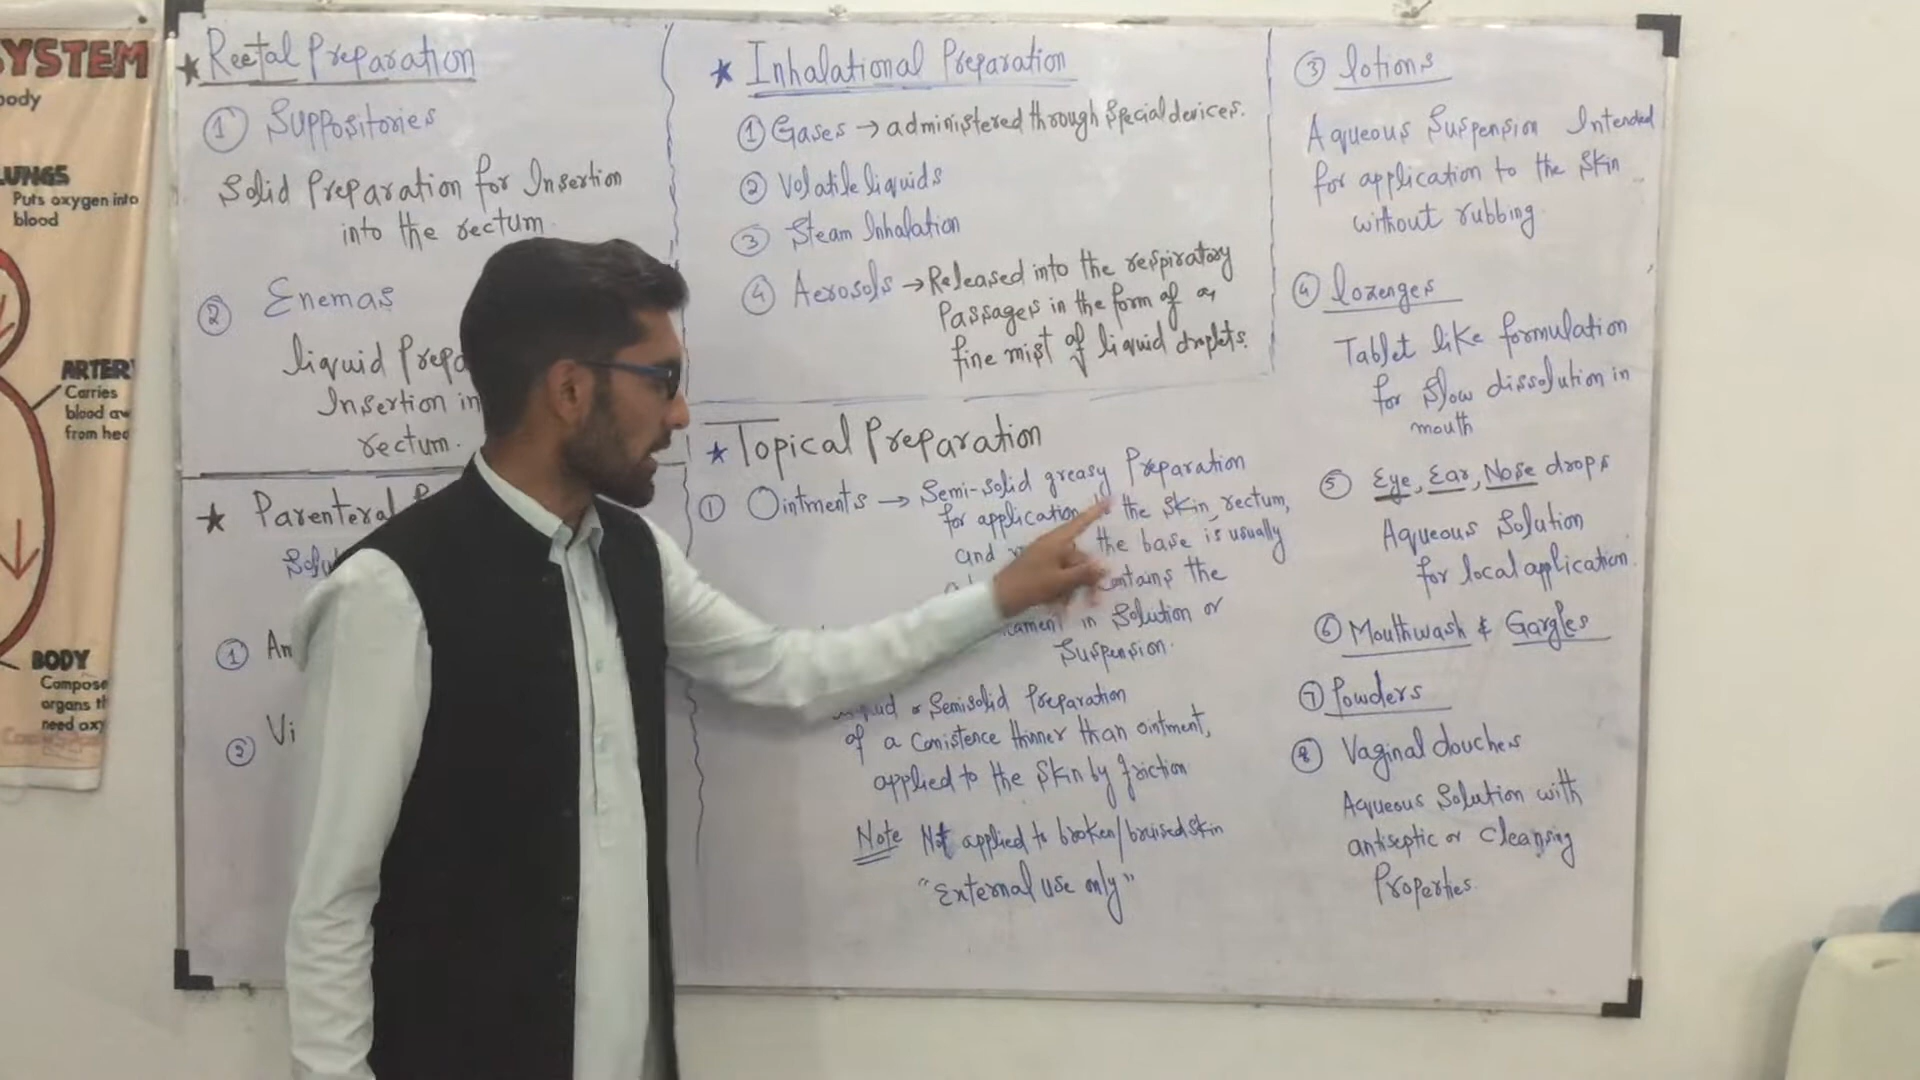 SYSTEM
body
LUNGS
Puts oxygen into
blood
ARTERY
Carries
blood aw
from hea
BODY
Compose
organs th
need oxy
★ Rectal Preparation
① Suppositories
Solid Preparation for Insertion
into the rectum
② Enemas
liquid Prepa
Insertion in
rectum.
★ Parenteral P
Solu
① Am
② Vi
★ Inhalational Preparation
① Gases → administered through special devices.
② Volatile liquids
③ Steam Inhalation
④ Aerosols → Released into the respiratory
Passages in the form of a
fine mist of liquid droplets.
★ Topical Preparation
① Ointments → Semi-solid greasy Preparation
for application the skin, rectum,
and the base is usually
ontains the
cament in Solution or
Suspension.
or Semisolid Preparation
of a Conistence thinner than ointment,
applied to the skin by friction
Note Not applied to broken/bruised skin
"External use only"
③ lotions
Aqueous Suspension Intended
for application to the skin
without rubbing.
④ lozenges
Tablet like formulation
for slow dissolution in
mouth
⑤ Eye, Ear, Nose drops
Aqueous Solution
for local application.
⑥ Mouthwash & Gargles
⑦ Powders
⑧ Vaginal douches
Aqueous Solution with
antiseptic or cleansing
Properties.